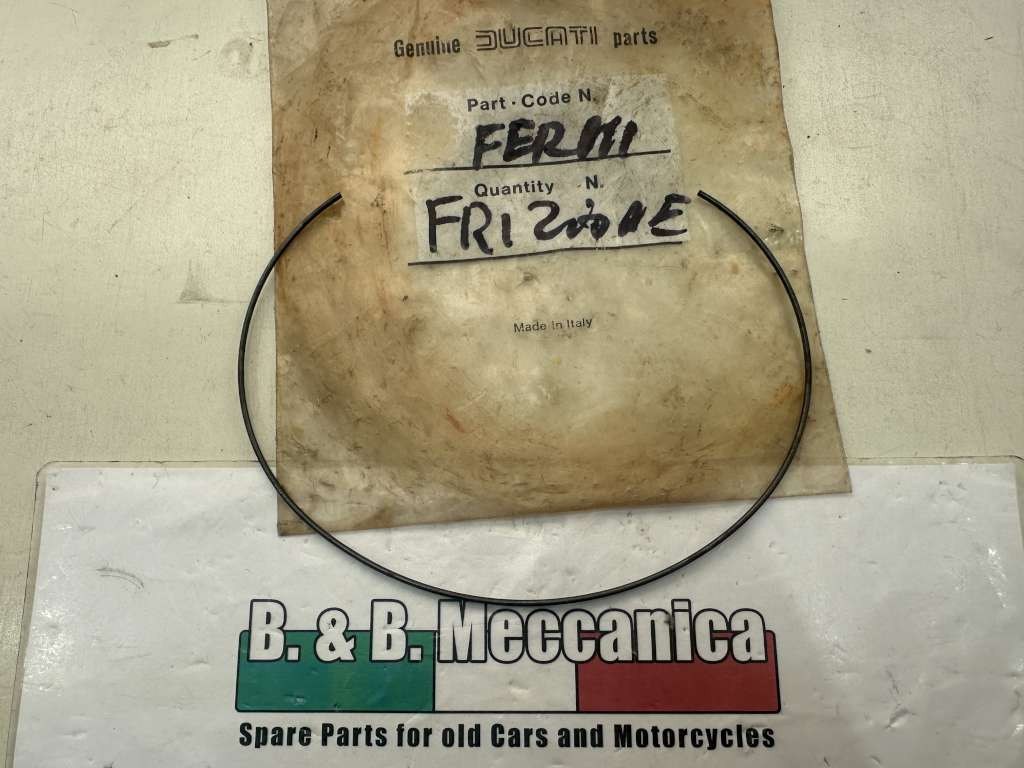 Genuine DUCATI parts
Part - Code N.
FERMI
Quantity N.
FRIZIONE
Made in Italy
B. & B. Meccanica
Spare Parts for old Cars and Motorcycles